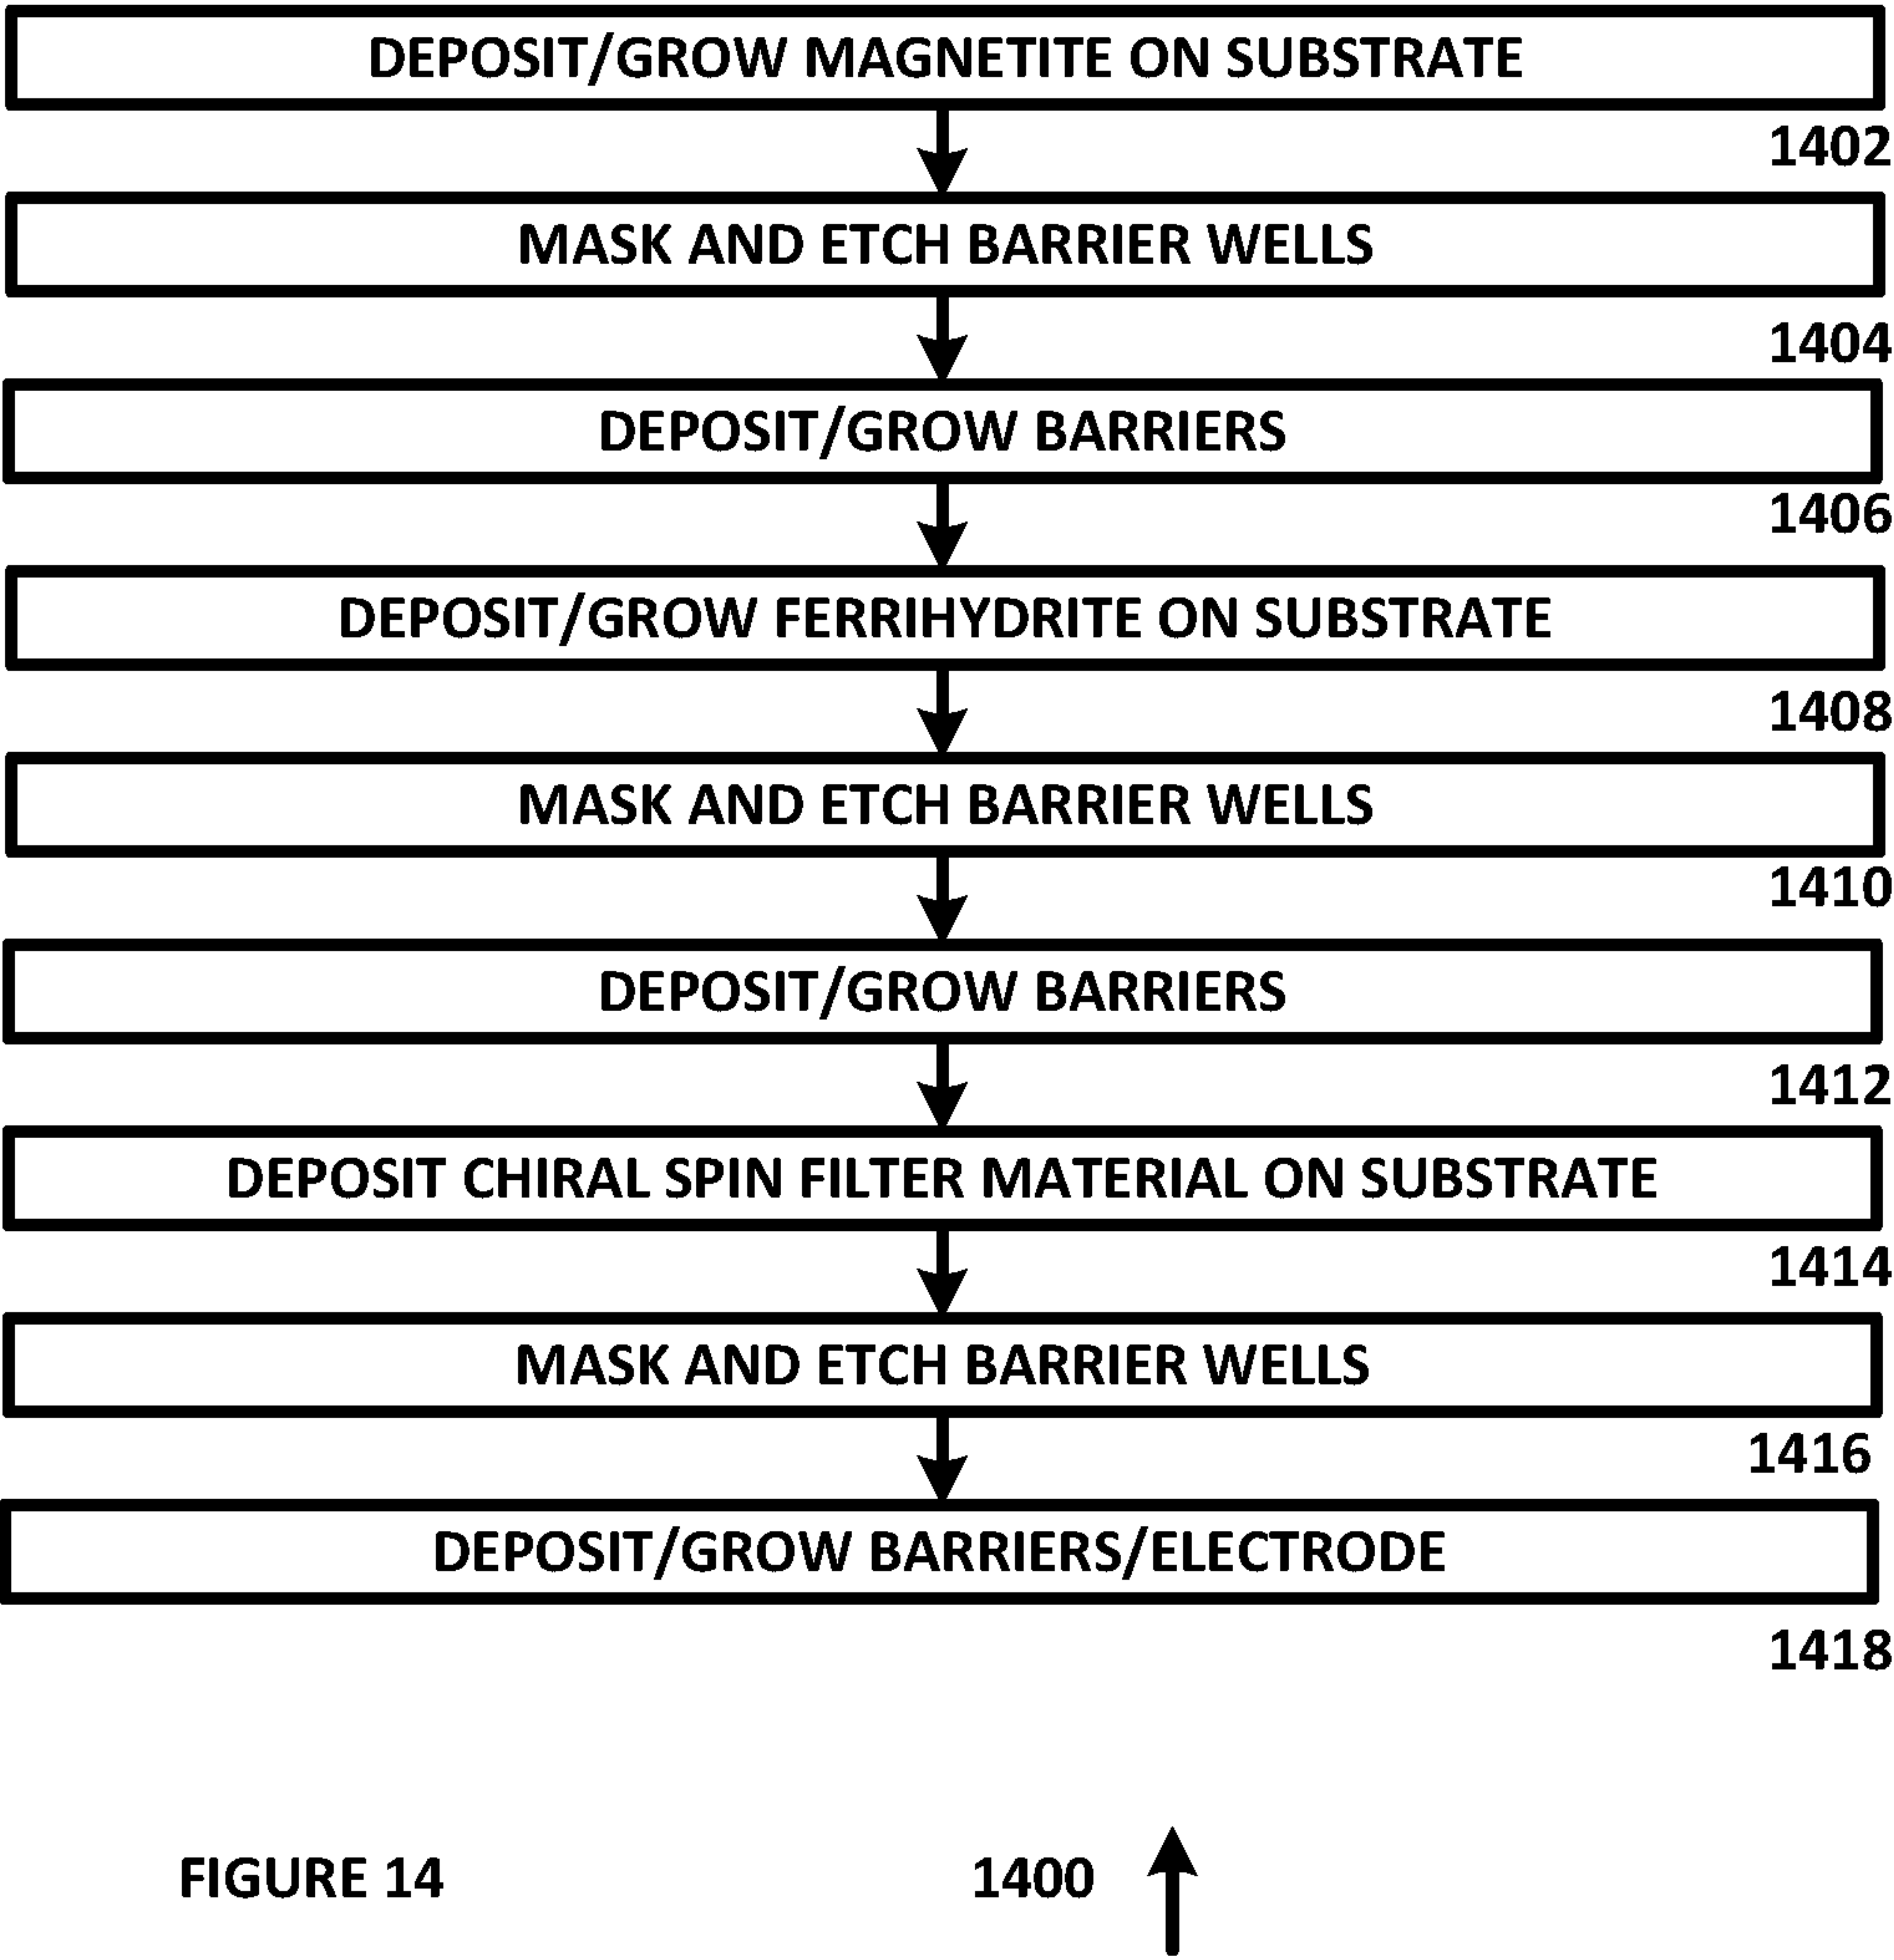 DEPOSIT/GROW MAGNETITE ON SUBSTRATE
1402
MASK AND ETCH BARRIER WELLS
1404
DEPOSIT/GROW BARRIERS
1406
DEPOSIT/GROW FERRIHYDRITE ON SUBSTRATE
1408
MASK AND ETCH BARRIER WELLS
1410
DEPOSIT/GROW BARRIERS
1412
DEPOSIT CHIRAL SPIN FILTER MATERIAL ON SUBSTRATE
1414
MASK AND ETCH BARRIER WELLS
1416
DEPOSIT/GROW BARRIERS/ELECTRODE
1418
FIGURE 14 1400